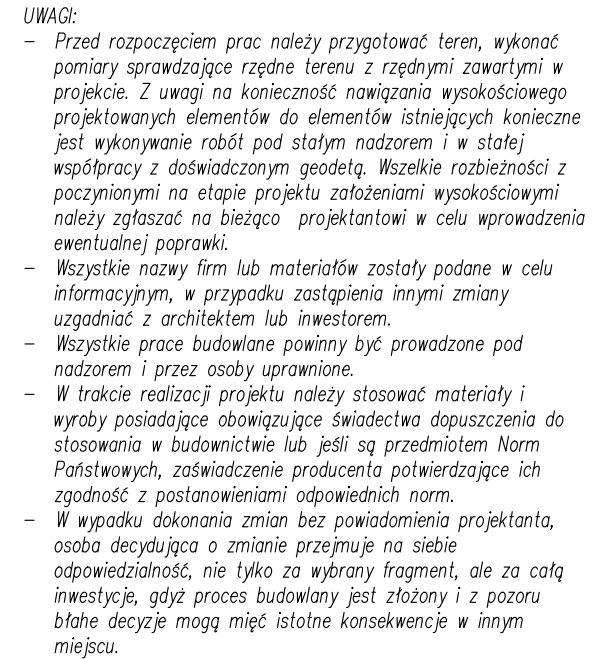 UWAGI:
- Przed rozpoczęciem prac należy przygotować teren, wykonać
pomiary sprawdzające rzędne terenu z rzędnymi zawartymi w
projekcie. Z uwagi na konieczność nawiązania wysokościowego
projektowanych elementów do elementów istniejących konieczne
jest wykonywanie robót pod stałym nadzorem i w stałej
współpracy z doświadczonym geodetą. Wszelkie rozbieżności z
poczynionymi na etapie projektu założeniami wysokościowymi
należy zgłaszać na bieżąco  projektantowi w celu wprowadzenia
ewentualnej poprawki.
- Wszystkie nazwy firm lub materiałów zostały podane w celu
informacyjnym, w przypadku zastąpienia innymi zmiany
uzgadniać z architektem lub inwestorem.
- Wszystkie prace budowlane powinny być prowadzone pod
nadzorem i przez osoby uprawnione.
- W trakcie realizacji projektu należy stosować materiały i
wyroby posiadające obowiązujące świadectwa dopuszczenia do
stosowania w budownictwie lub jeśli są przedmiotem Norm
Państwowych, zaświadczenie producenta potwierdzające ich
zgodność z postanowieniami odpowiednich norm.
- W wypadku dokonania zmian bez powiadomienia projektanta,
osoba decydująca o zmianie przejmuje na siebie
odpowiedzialność, nie tylko za wybrany fragment, ale za całą
inwestycje, gdyż proces budowlany jest złożony i z pozoru
błahe decyzje mogą mięć istotne konsekwencje w innym
miejscu.